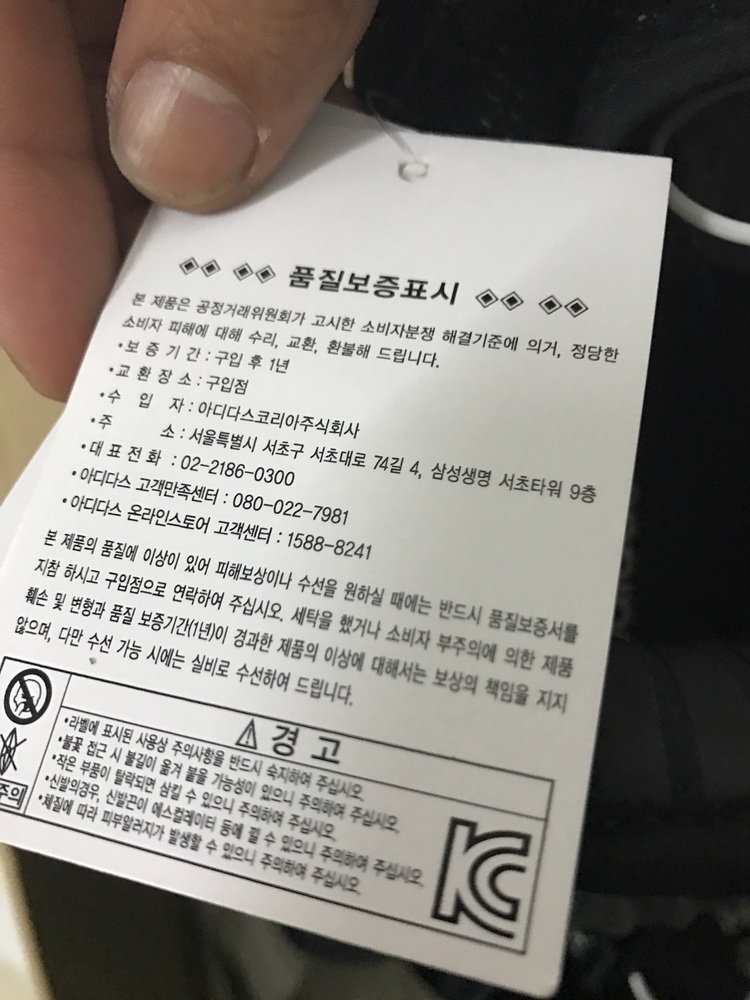 품질보증표시
본 제품은 공정거래위원회가 고시한 소비자분쟁 해결기준에 의거, 정당한
소비자 피해에 대해 수리, 교환, 환불해 드립니다.
•보 증 기 간 : 구입 후 1년
•교 환 장 소 : 구입점
•수 입 자 : 아디다스코리아주식회사
•주 소 : 서울특별시 서초구 서초대로 74길 4, 삼성생명 서초타워 9층
•대 표 전 화 : 02-2186-0300
•아디다스 고객만족센터 : 080-022-7981
•아디다스 온라인스토어 고객센터 : 1588-8241
본 제품의 품질에 이상이 있어 피해보상이나 수선을 원하실 때에는 반드시 품질보증서를
지참 하시고 구입점으로 연락하여 주십시오. 세탁을 했거나 소비자 부주의에 의한 제품
훼손 및 변형과 품질 보증기간(1년)이 경과한 제품의 이상에 대해서는 보상의 책임을 지지
않으며, 다만 수선 가능 시에는 실비로 수선하여 드립니다.
경 고
•라벨에 표시된 사용상 주의사항을 반드시 숙지하여 주십시오.
•불꽃 접근 시 불길이 옮겨 붙을 가능성이 있으니 주의하여 주십시오.
•작은 부품이 탈락되면 삼킬 수 있으니 주의하여 주십시오.
•신발의경우, 신발끈이 에스컬레이터 등에 낄 수 있으니 주의하여 주십시오.
•체질에 따라 피부알러지가 발생할 수 있으니 주의하여 주십시오.
주의
KC